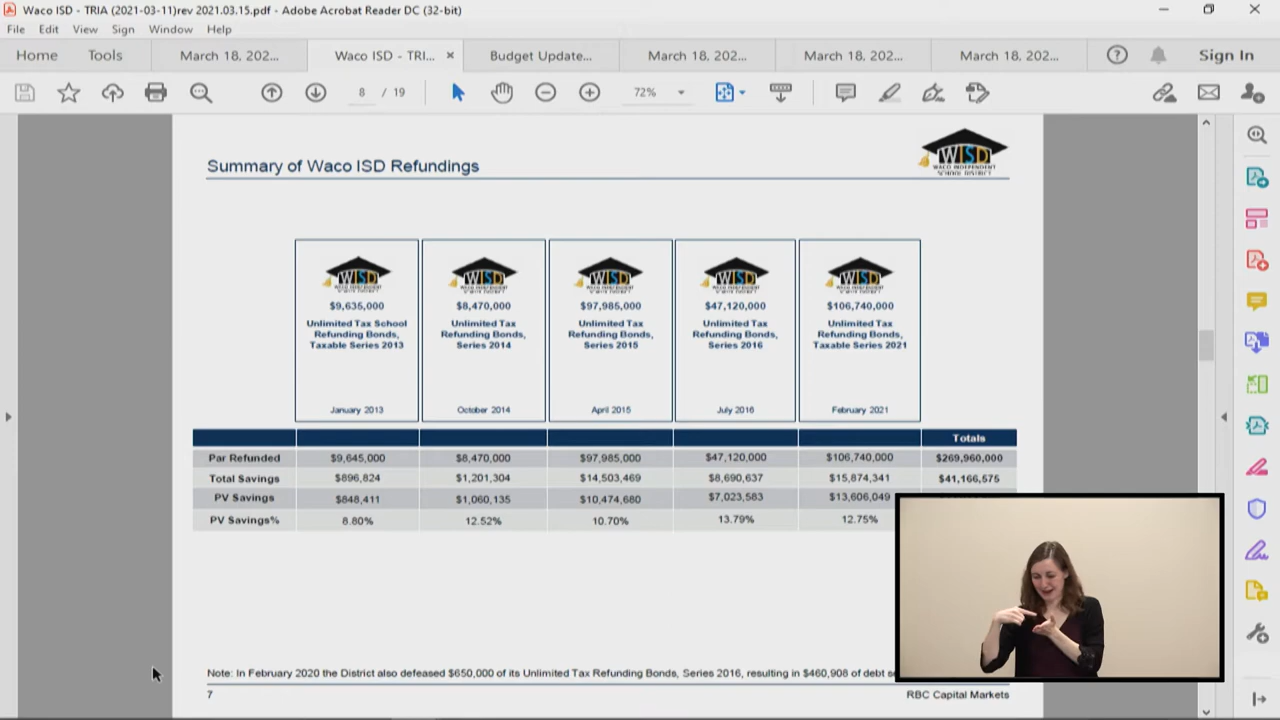 Waco ISD - TRIA (2021-03-11)rev 2021.03.15.pdf - Adobe Acrobat Reader DC (32-bit)
File Edit View Sign Window Help
Home Tools March 18, 202... Waco ISD - TRI... × Budget Update... March 18, 202... March 18, 202... March 18, 202... Sign In
8 / 19 72%
Summary of Waco ISD Refundings
WISD
WACO INDEPENDENT
SCHOOL DISTRICT
WISD WISD WISD WISD WISD
$9,635,000 $8,470,000 $97,985,000 $47,120,000 $106,740,000
Unlimited Tax School Unlimited Tax Unlimited Tax Unlimited Tax Unlimited Tax
Refunding Bonds, Refunding Bonds, Refunding Bonds, Refunding Bonds, Refunding Bonds,
Taxable Series 2013 Series 2014 Series 2015 Series 2016 Taxable Series 2021
January 2013 October 2014 April 2015 July 2016 February 2021
Totals
Par Refunded $9,645,000 $8,470,000 $97,985,000 $47,120,000 $106,740,000 $269,960,000
Total Savings $896,824 $1,201,304 $14,503,469 $8,690,637 $15,874,341 $41,166,575
PV Savings $848,411 $1,060,135 $10,474,680 $7,023,583 $13,606,049
PV Savings% 8.80% 12.52% 10.70% 13.79% 12.75%
Note: In February 2020 the District also defeased $650,000 of its Unlimited Tax Refunding Bonds, Series 2016, resulting in $460,908 of debt
7 RBC Capital Markets